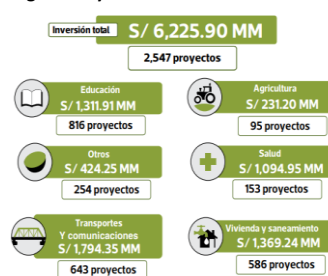 Inversión total
S/ 6,225.90 MM
2,547 proyectos
Educación
S/ 1,311.91 MM
816 proyectos
Agricultura
S/ 231.20 MM
95 proyectos
Otros
S/ 424.25 MM
254 proyectos
Salud
S/ 1,094.95 MM
153 proyectos
Transportes
Y comunicaciones
S/ 1,794.35 MM
643 proyectos
Vivienda y saneamiento
S/ 1,369.24 MM
586 proyectos